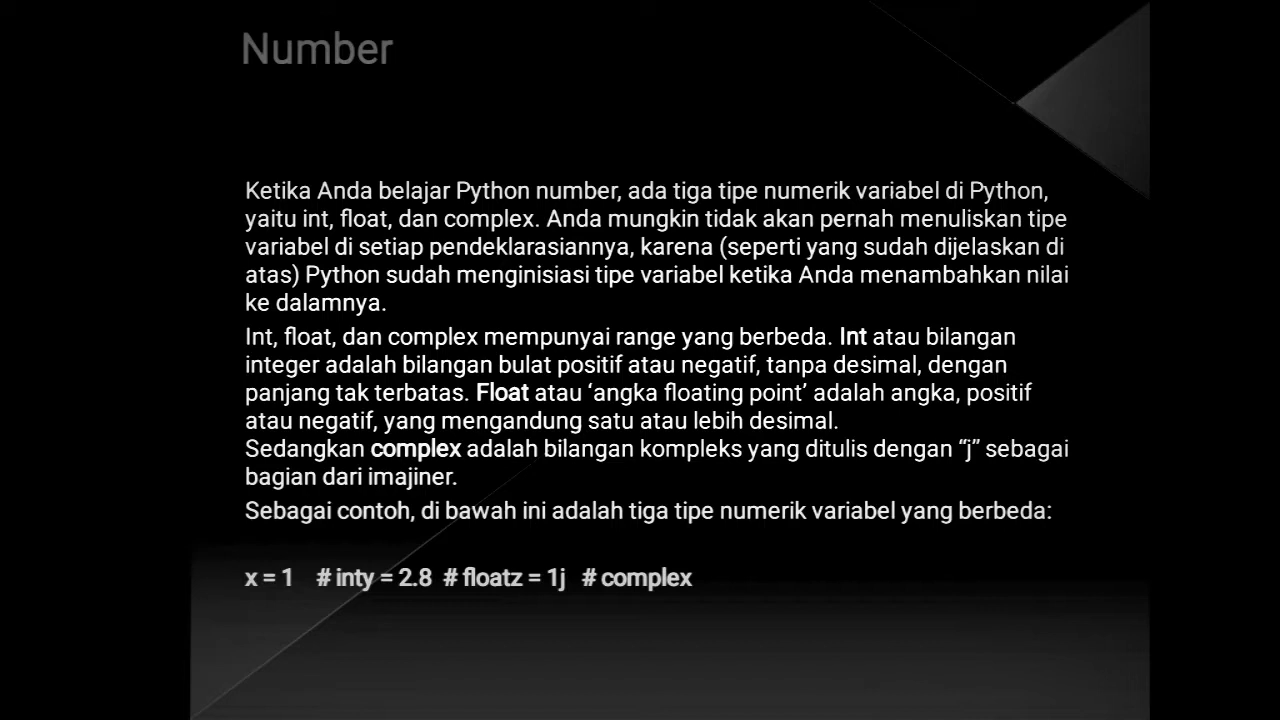 Number
Ketika Anda belajar Python number, ada tiga tipe numerik variabel di Python,
yaitu int, float, dan complex. Anda mungkin tidak akan pernah menuliskan tipe
variabel di setiap pendeklarasiannya, karena (seperti yang sudah dijelaskan di
atas) Python sudah menginisiasi tipe variabel ketika Anda menambahkan nilai
ke dalamnya.
Int, float, dan complex mempunyai range yang berbeda. Int atau bilangan
integer adalah bilangan bulat positif atau negatif, tanpa desimal, dengan
panjang tak terbatas. Float atau ‘angka floating point’ adalah angka, positif
atau negatif, yang mengandung satu atau lebih desimal.
Sedangkan complex adalah bilangan kompleks yang ditulis dengan “j” sebagai
bagian dari imajiner.
Sebagai contoh, di bawah ini adalah tiga tipe numerik variabel yang berbeda:
x = 1 # inty = 2.8 # floatz = 1j # complex